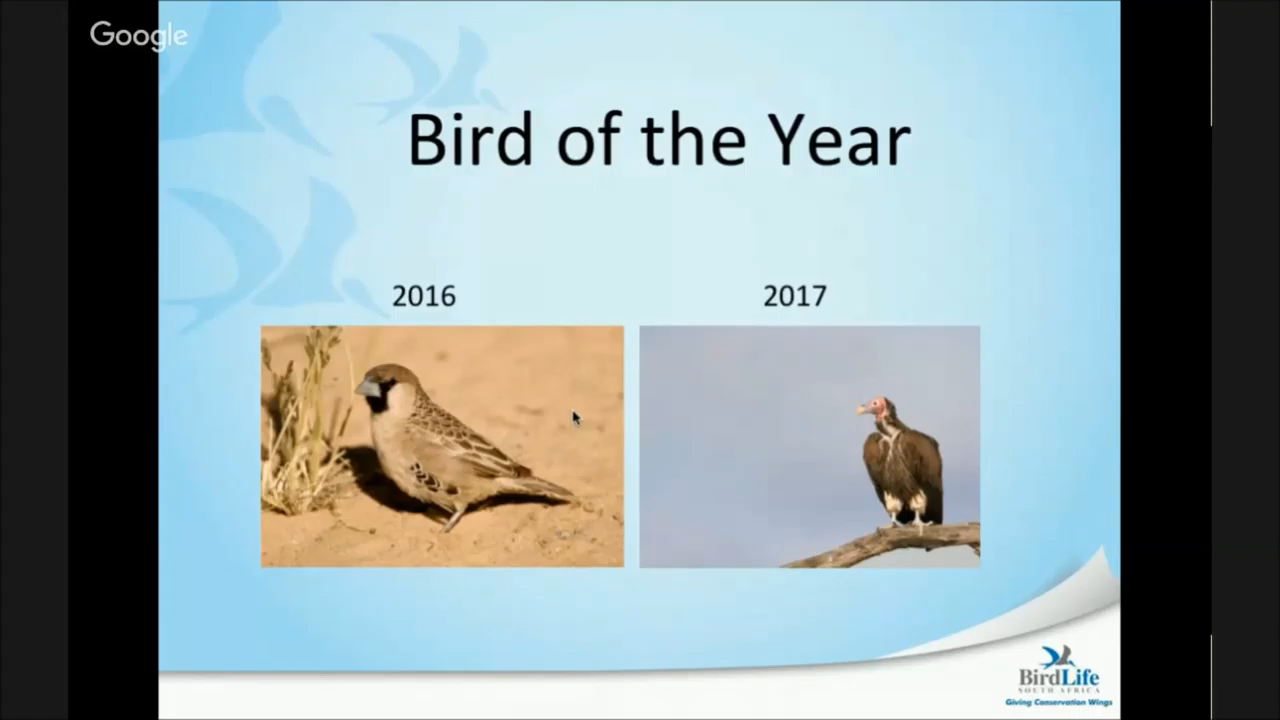 Google
Bird of the Year
2016 2017
BirdLife
SOUTH AFRICA
Giving Conservation Wings